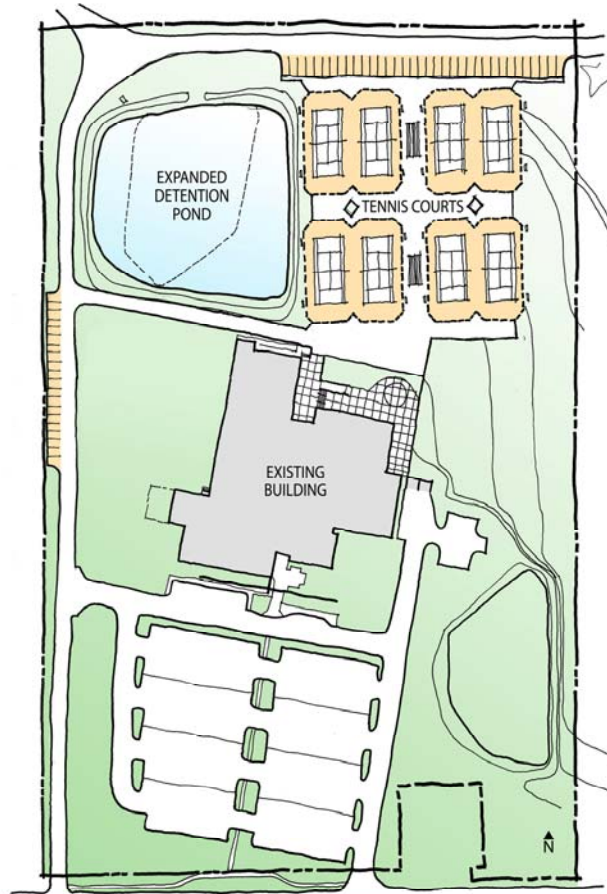 EXPANDED
DETENTION
POND
TENNIS COURTS
EXISTING
BUILDING
N